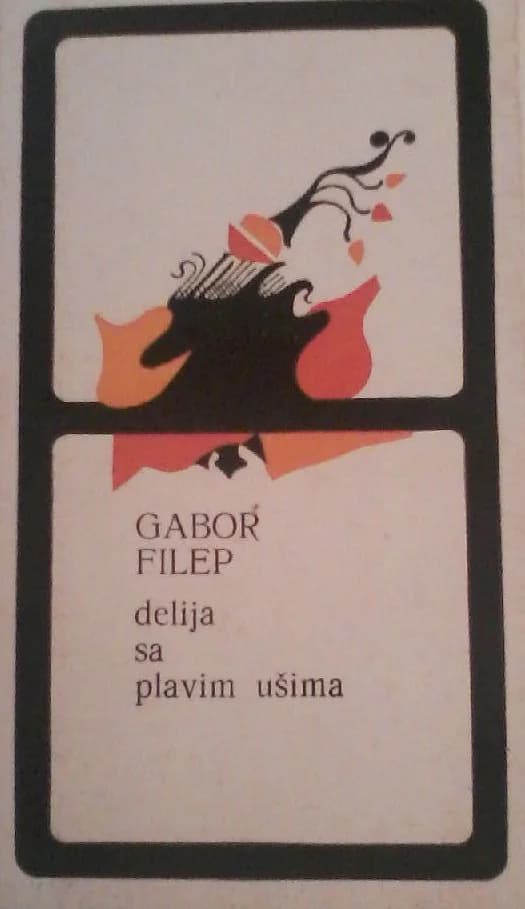 GABOR
FILEP
delija
sa
plavim ušima